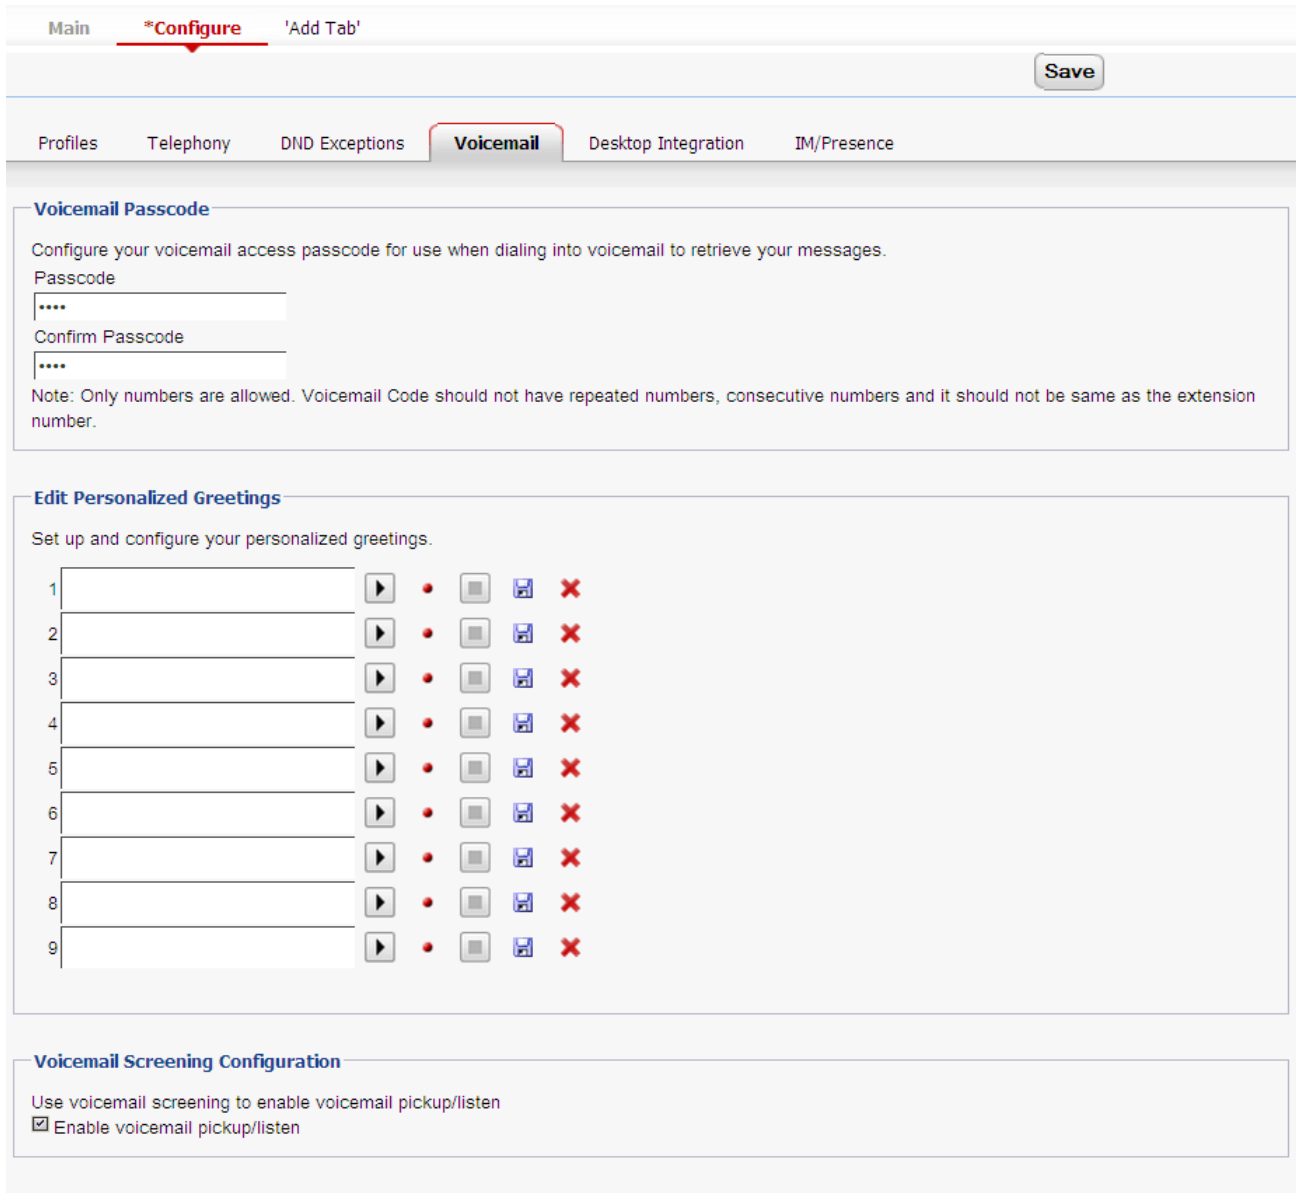 Main *Configure 'Add Tab'
Save
Profiles Telephony DND Exceptions Voicemail Desktop Integration IM/Presence
Voicemail Passcode
Configure your voicemail access passcode for use when dialing into voicemail to retrieve your messages.
Passcode
••••
Confirm Passcode
••••
Note: Only numbers are allowed. Voicemail Code should not have repeated numbers, consecutive numbers and it should not be same as the extension
number.
Edit Personalized Greetings
Set up and configure your personalized greetings.
1
2
3
4
5
6
7
8
9
Voicemail Screening Configuration
Use voicemail screening to enable voicemail pickup/listen
Enable voicemail pickup/listen